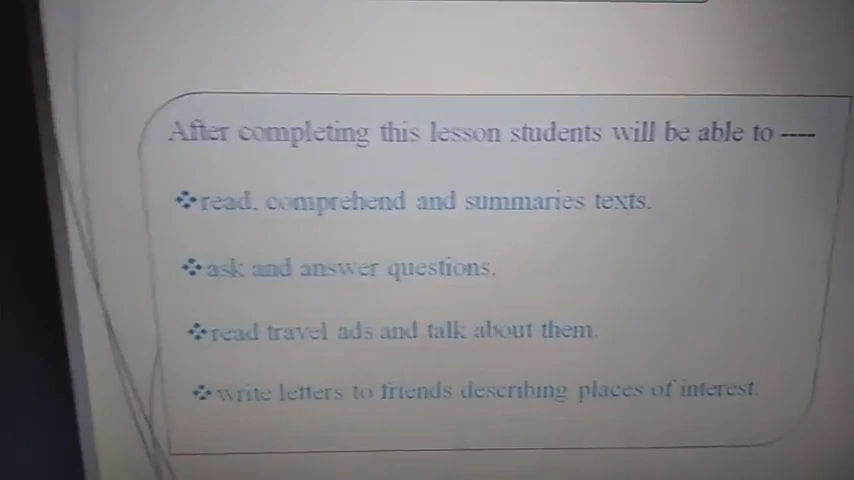 After completing this lesson students will be able to ----
❖read, comprehend and summaries texts.
❖ask and answer questions.
❖read travel ads and talk about them.
❖write letters to friends describing places of interest.